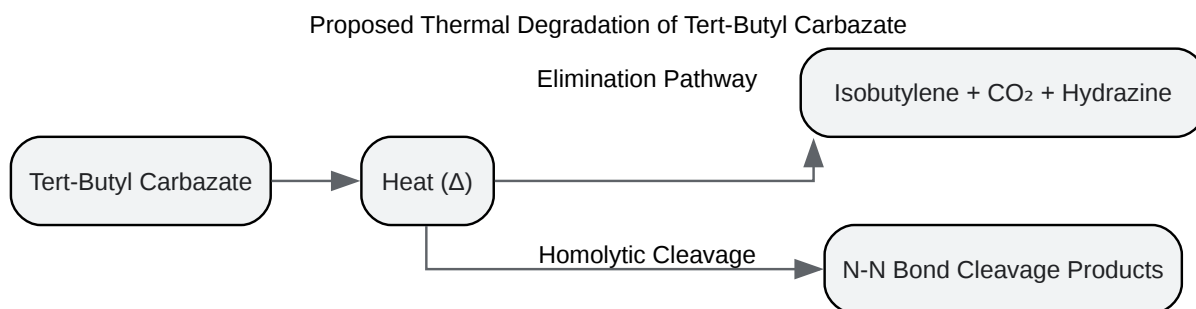 Proposed Thermal Degradation of Tert-Butyl Carbazate
Elimination Pathway
Isobutylene + CO₂ + Hydrazine
Tert-Butyl Carbazate
Heat (Δ)
Homolytic Cleavage
N-N Bond Cleavage Products